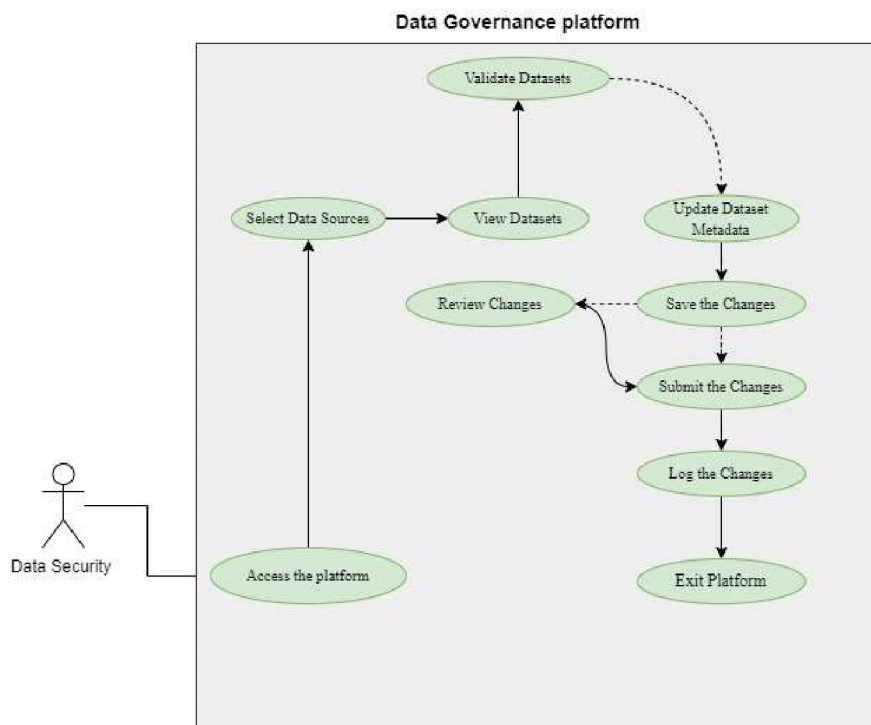 Data Governance platform
Validate Datasets
Select Data Sources
View Datasets
Update Dataset
Metadata
Review Changes
Save the Changes
Submit the Changes
Log the Changes
Data Security
Access the platform
Exit Platform